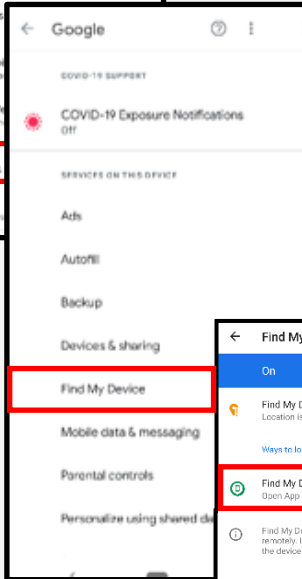 Google
COVID-19 SUPPORT
COVID-19 Exposure Notifications
Off
SERVICES ON THIS DEVICE
Ads
Autofill
Backup
Devices & sharing
Find My Device
Mobile data & messaging
Parental controls
Personalize using shared da
Find My
On
Find My D
Location is
Ways to lo
Find My D
Open App
Find My De
remotely.
the device